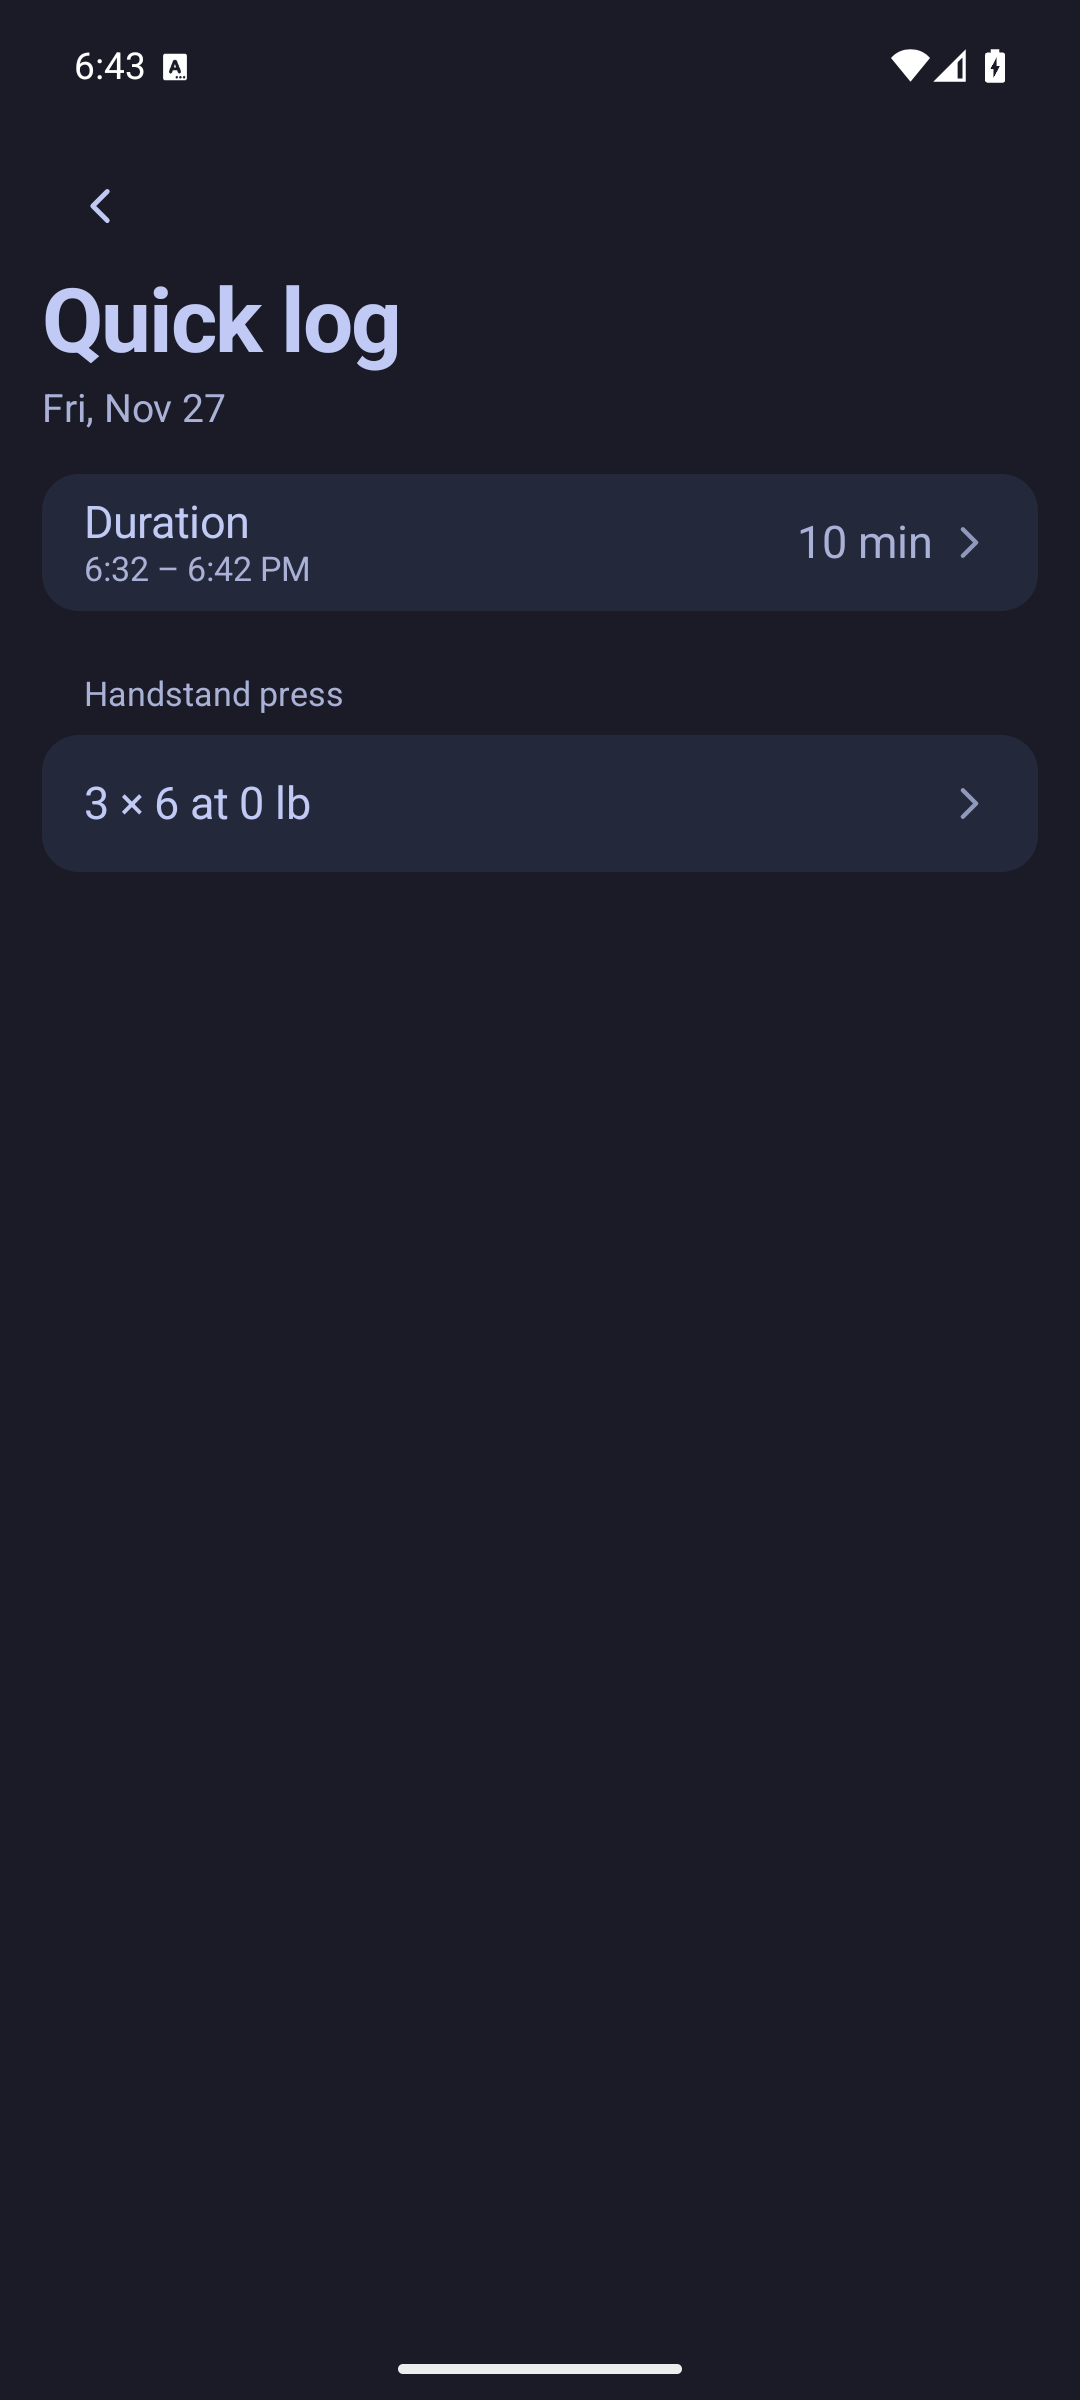 6:43
Quick log
Fri, Nov 27
Duration
6:32 – 6:42 PM
10 min
Handstand press
3 × 6 at 0 lb